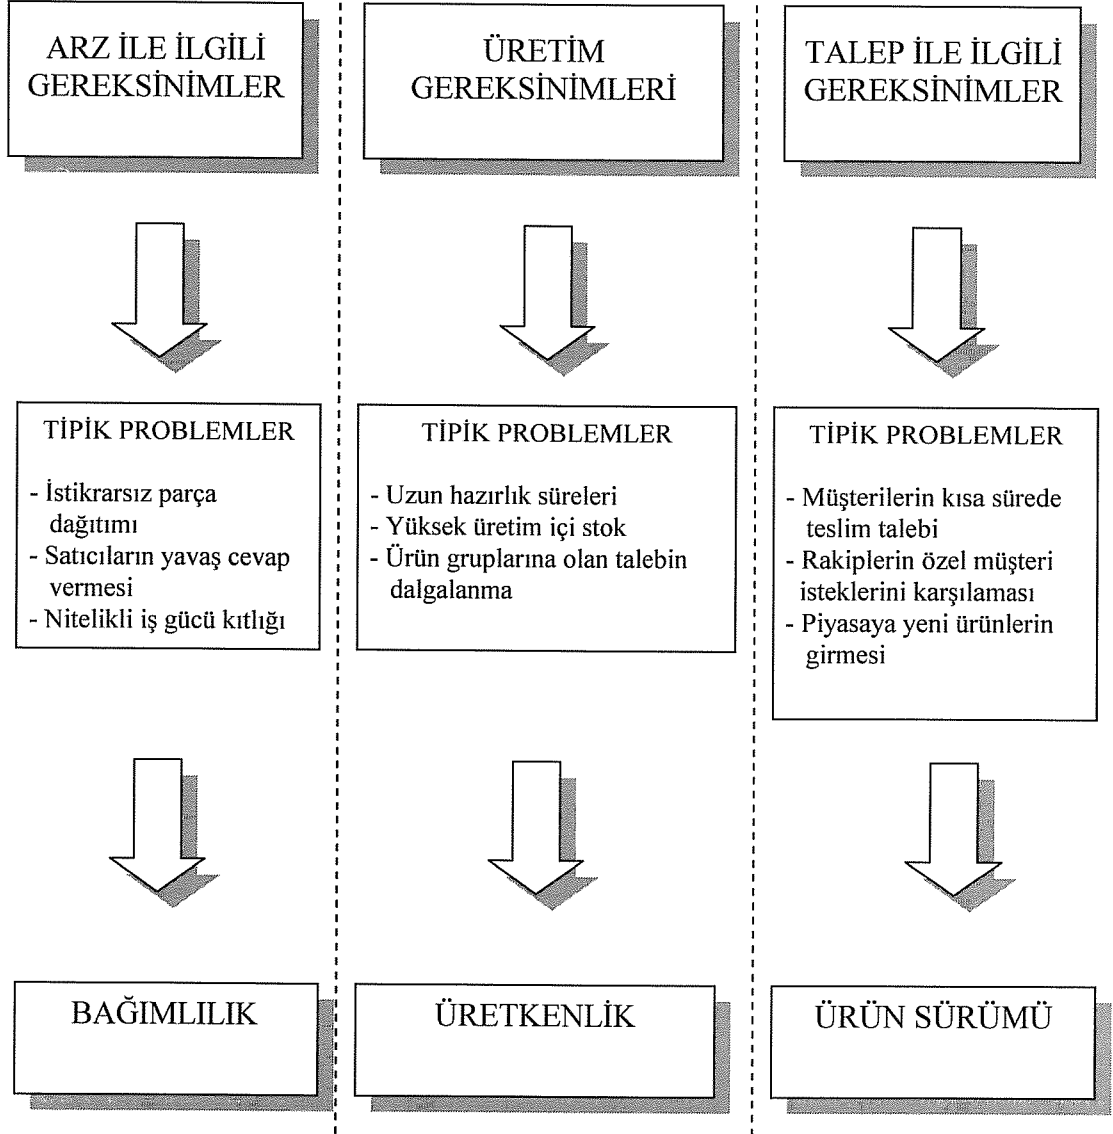 ARZ İLE İLGİLİ
GEREKSİNİMLER
ÜRETİM
GEREKSİNİMLERİ
TALEP İLE İLGİLİ
GEREKSİNİMLER
TİPİK PROBLEMLER
- İstikrarsız parça
dağıtımı
- Satıcıların yavaş cevap
vermesi
- Nitelikli iş gücü kıtlığı
TİPİK PROBLEMLER
- Uzun hazırlık süreleri
- Yüksek üretim içi stok
- Ürün gruplarına olan talebin
dalgalanma
TİPİK PROBLEMLER
- Müşterilerin kısa sürede
teslim talebi
- Rakiplerin özel müşteri
isteklerini karşılaması
- Piyasaya yeni ürünlerin
girmesi
BAĞIMLILIK
ÜRETKENLİK
ÜRÜN SÜRÜMÜ